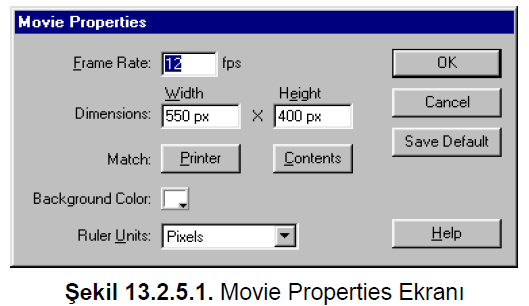 Movie Properties
Frame Rate: 12 fps
OK
Width Height
Dimensions: 550 px X 400 px
Cancel
Match: Printer Contents
Save Default
Background Color:
Ruler Units: Pixels
Help
Şekil 13.2.5.1. Movie Properties Ekranı